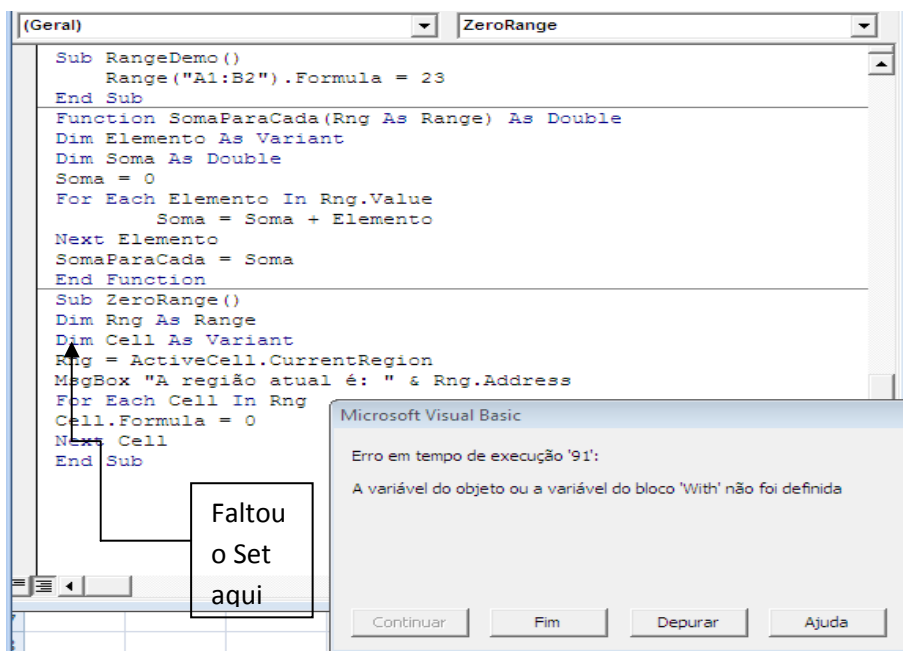 (Geral) ZeroRange
Sub RangeDemo()
Range("A1:B2").Formula = 23
End Sub
Function SomaParaCada(Rng As Range) As Double
Dim Elemento As Variant
Dim Soma As Double
Soma = 0
For Each Elemento In Rng.Value
Soma = Soma + Elemento
Next Elemento
SomaParaCada = Soma
End Function
Sub ZeroRange()
Dim Rng As Range
Dim Cell As Variant
Rng = ActiveCell.CurrentRegion
MsgBox "A região atual é: " & Rng.Address
For Each Cell In Rng
Cell.Formula = 0
Next Cell
End Sub
Microsoft Visual Basic
Erro em tempo de execução '91':
A variável do objeto ou a variável do bloco 'With' não foi definida
Continuar Fim Depurar Ajuda
Faltou
o Set
aqui